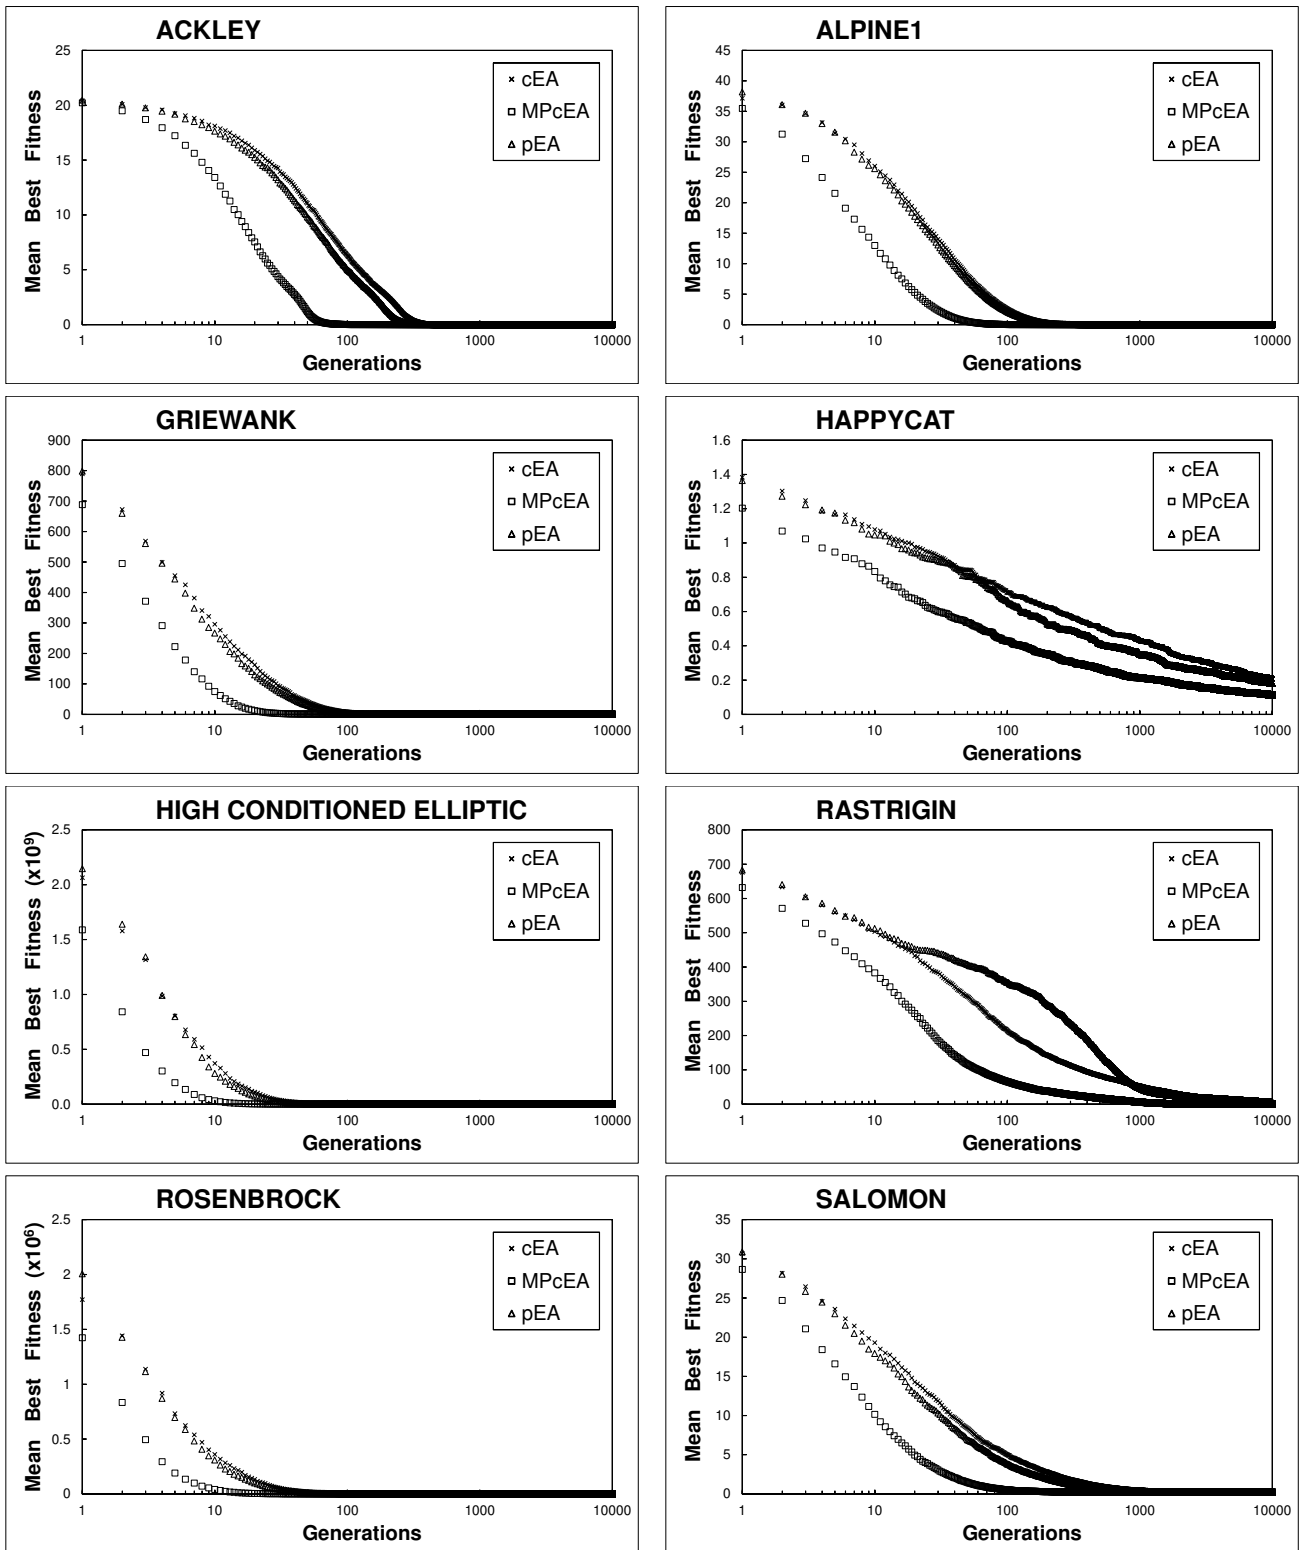 ACKLEY
25
20
15
10
5
0
1
10
100
1000
10000
Mean Best Fitness
Generations
cEA
MPcEA
pEA
ALPINE1
45
40
35
30
25
20
15
10
5
0
1
10
100
1000
10000
Mean Best Fitness
Generations
cEA
MPcEA
pEA
GRIEWANK
900
800
700
600
500
400
300
200
100
0
1
10
100
1000
10000
Mean Best Fitness
Generations
cEA
MPcEA
pEA
HAPPYCAT
1.6
1.4
1.2
1
0.8
0.6
0.4
0.2
0
1
10
100
1000
10000
Mean Best Fitness
Generations
cEA
MPcEA
pEA
HIGH CONDITIONED ELLIPTIC
2.5
2.0
1.5
1.0
0.5
0.0
1
10
100
1000
10000
Mean Best Fitness (x10⁹)
Generations
cEA
MPcEA
pEA
RASTRIGIN
800
700
600
500
400
300
200
100
0
1
10
100
1000
10000
Mean Best Fitness
Generations
cEA
MPcEA
pEA
ROSENBROCK
2.5
2
1.5
1
0.5
0
1
10
100
1000
10000
Mean Best Fitness (x10⁶)
Generations
cEA
MPcEA
pEA
SALOMON
35
30
25
20
15
10
5
0
1
10
100
1000
10000
Mean Best Fitness
Generations
cEA
MPcEA
pEA